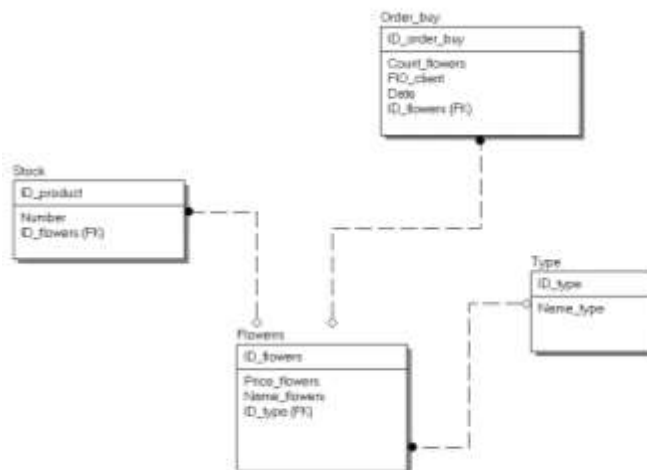 Order_buy
ID_order_buy
Count_flowers
FIO_client
Date
ID_flowers (FK)
Stock
ID_product
Number
ID_flowers (FK)
Type
ID_type
Name_type
Flowers
ID_flowers
Price_flowers
Name_flowers
ID_type (FK)